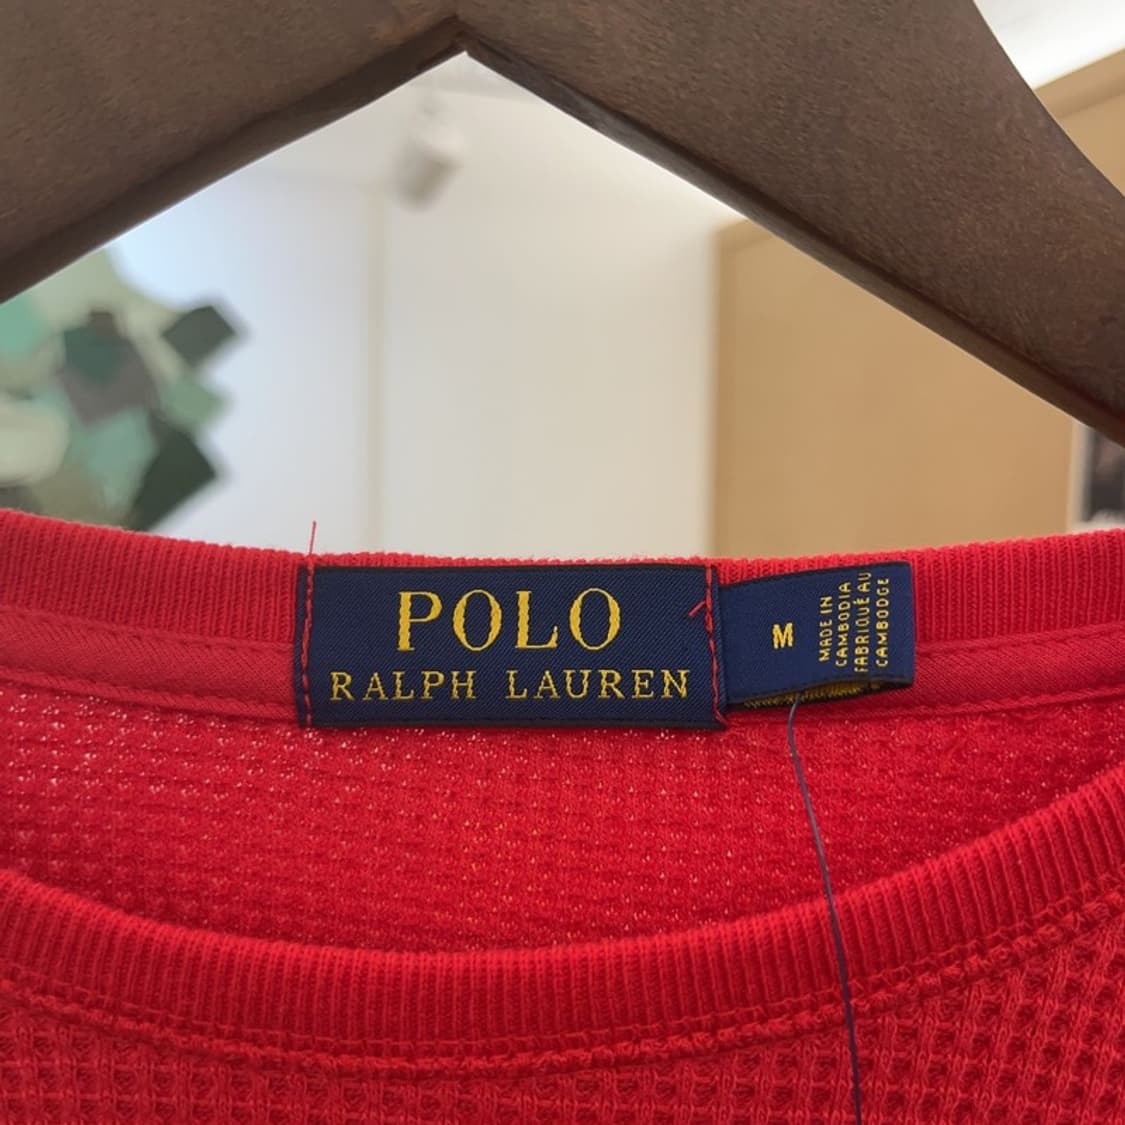 POLO
RALPH LAUREN
M
MADE IN
CAMBODIA
FABRIQUÉ AU
CAMBODGE